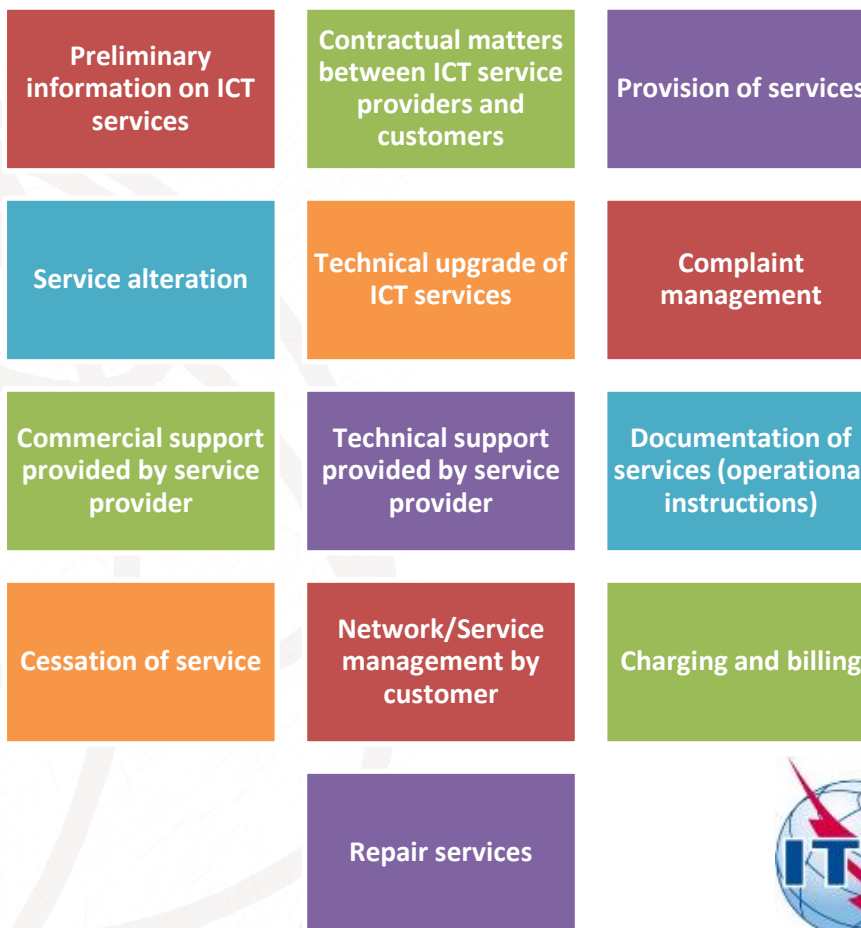 Preliminary
information on ICT
services
Contractual matters
between ICT service
providers and
customers
Provision of services
Service alteration
Technical upgrade of
ICT services
Complaint
management
Commercial support
provided by service
provider
Technical support
provided by service
provider
Documentation of
services (operationa
instructions)
Cessation of service
Network/Service
management by
customer
Charging and billing
Repair services
IT